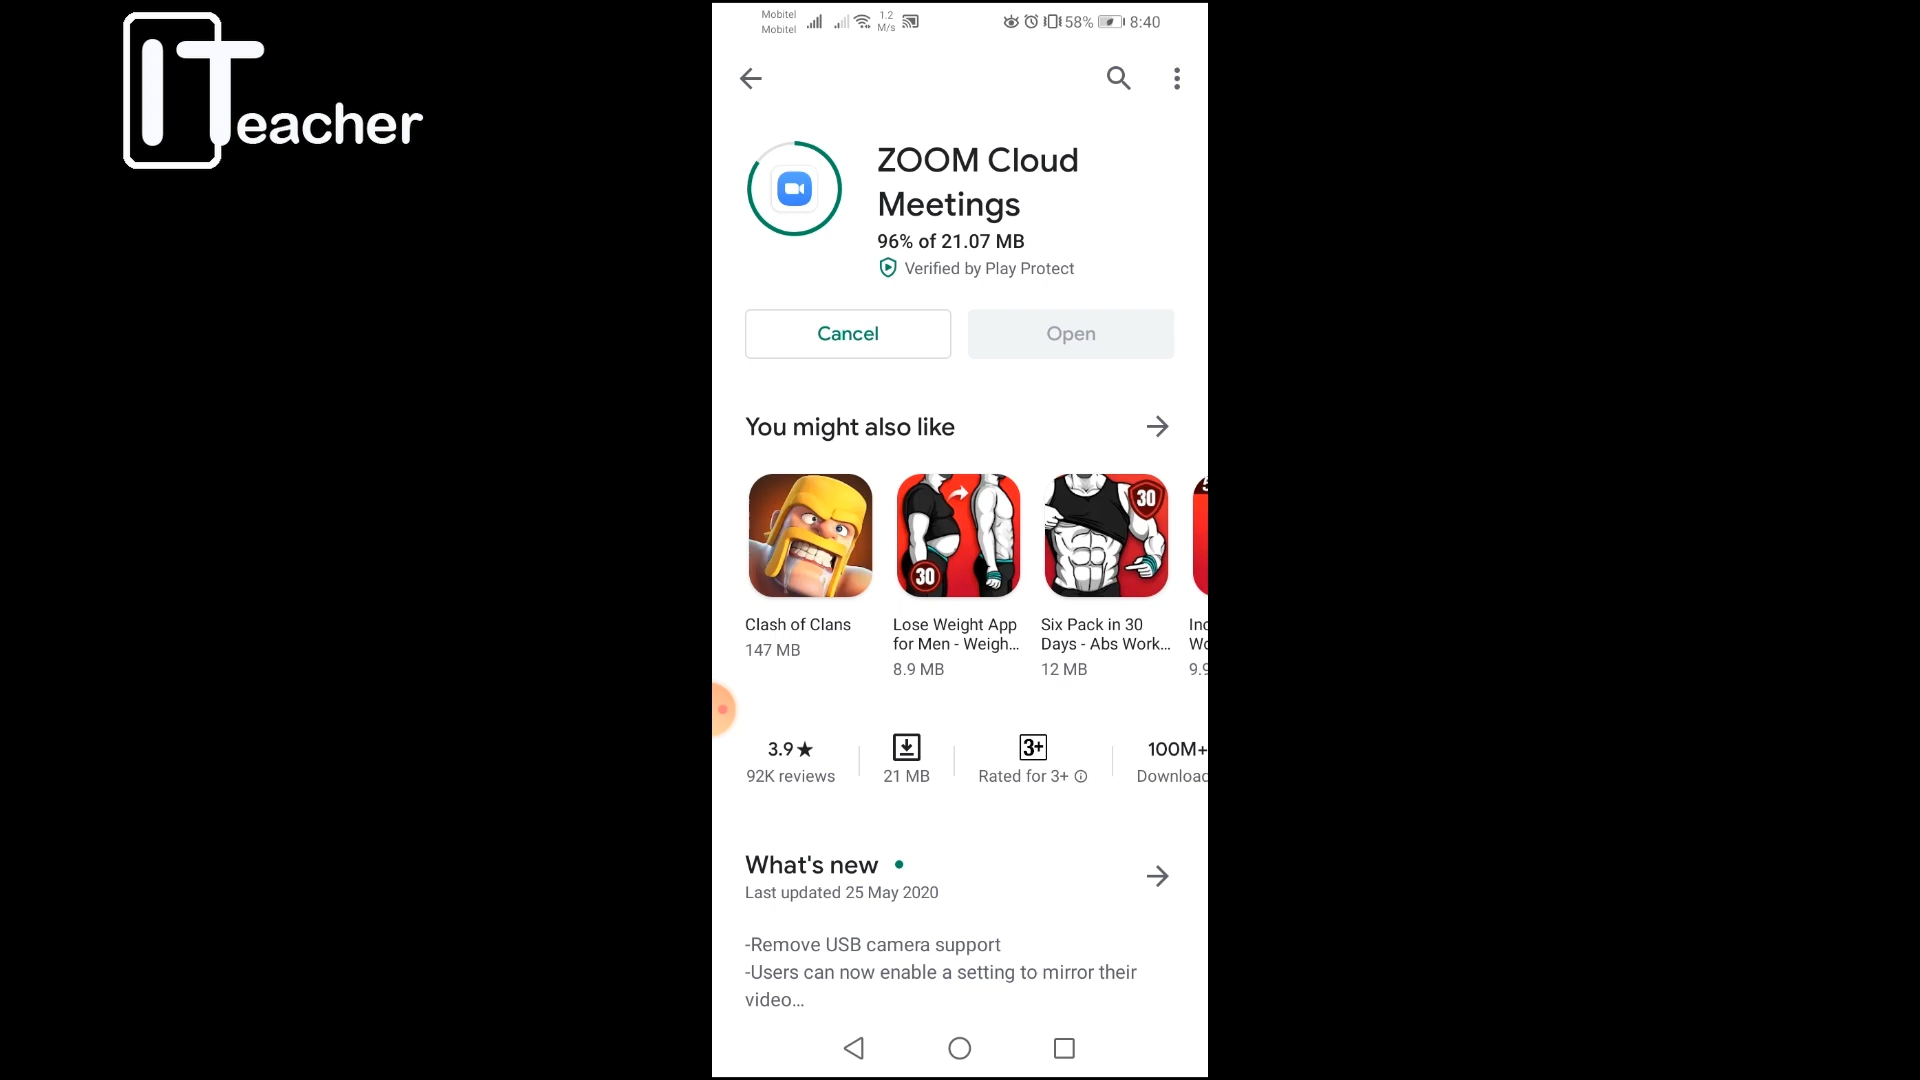 ITeacher
Mobitel
Mobitel
1.2
M/s
58%
8:40
ZOOM Cloud
Meetings
96% of 21.07 MB
Verified by Play Protect
Cancel
Open
You might also like
30
30
Clash of Clans
147 MB
Lose Weight App
for Men - Weigh...
8.9 MB
Six Pack in 30
Days - Abs Work...
12 MB
3.9★
92K reviews
21 MB
3+
Rated for 3+
100M+
What's new
Last updated 25 May 2020
-Remove USB camera support
-Users can now enable a setting to mirror their
video...